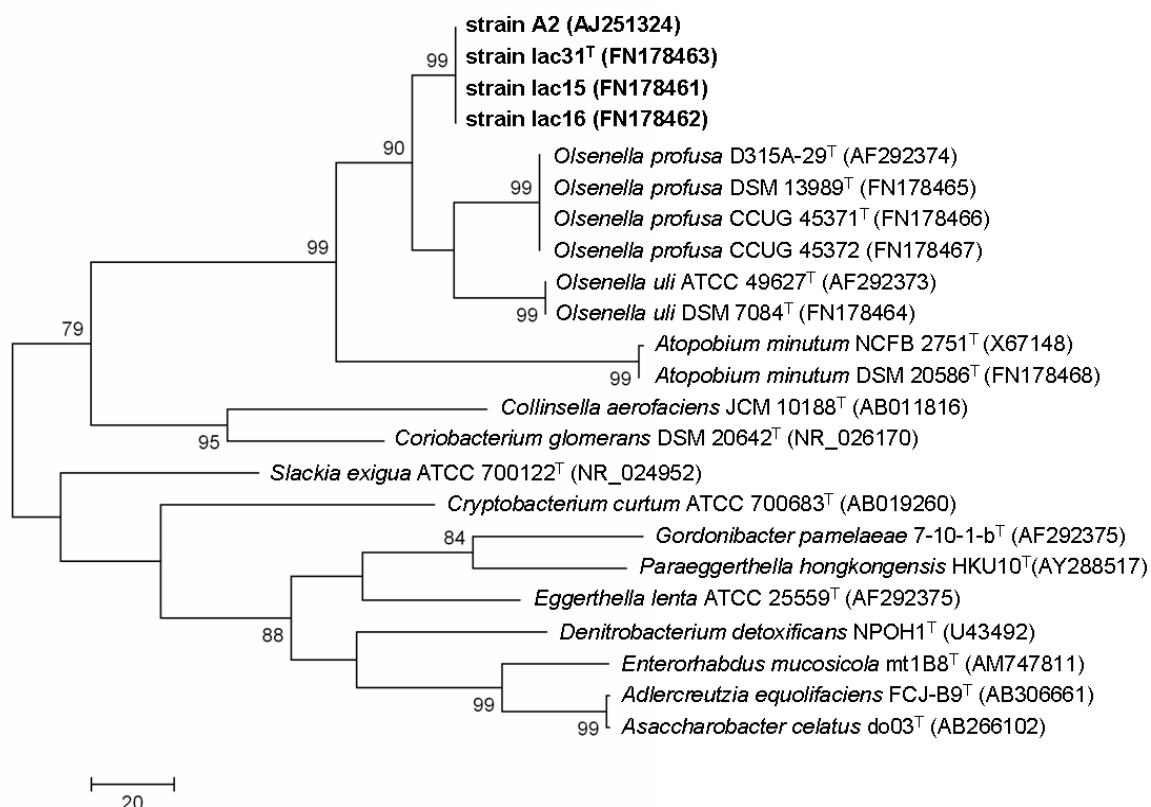 strain A2 (AJ251324)
99
strain lac31ᵀ (FN178463)
strain lac15 (FN178461)
strain lac16 (FN178462)
90
Olsenella profusa D315A-29ᵀ (AF292374)
99
Olsenella profusa DSM 13989ᵀ (FN178465)
Olsenella profusa CCUG 45371ᵀ (FN178466)
99
Olsenella profusa CCUG 45372 (FN178467)
Olsenella uli ATCC 49627ᵀ (AF292373)
99
Olsenella uli DSM 7084ᵀ (FN178464)
79
Atopobium minutum NCFB 2751ᵀ (X67148)
99
Atopobium minutum DSM 20586ᵀ (FN178468)
Collinsella aerofaciens JCM 10188ᵀ (AB011816)
95
Coriobacterium glomerans DSM 20642ᵀ (NR_026170)
Slackia exigua ATCC 700122ᵀ (NR_024952)
Cryptobacterium curtum ATCC 700683ᵀ (AB019260)
84
Gordonibacter pamelaeae 7-10-1-bᵀ (AF292375)
Paraeggerthella hongkongensis HKU10ᵀ(AY288517)
Eggerthella lenta ATCC 25559ᵀ (AF292375)
88
Denitrobacterium detoxificans NPOH1ᵀ (U43492)
Enterorhabdus mucosicola mt1B8ᵀ (AM747811)
99
Adlercreutzia equolifaciens FCJ-B9ᵀ (AB306661)
99
Asaccharobacter celatus do03ᵀ (AB266102)
20